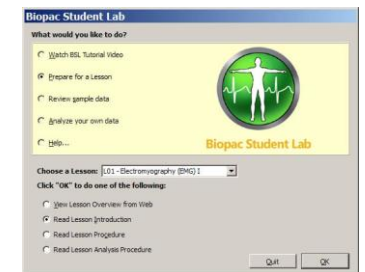 Biopac Student Lab
What would you like to do?
Watch BSL Tutorial Video
Prepare for a Lesson
Review sample data
Analyze your own data
Help...
Biopac Student Lab
Choose a Lesson: L01 - Electromyography (EMG) I
Click "OK" to do one of the following:
View Lesson Overview from Web
Read Lesson Introduction
Read Lesson Procedure
Read Lesson Analysis Procedure
Quit OK